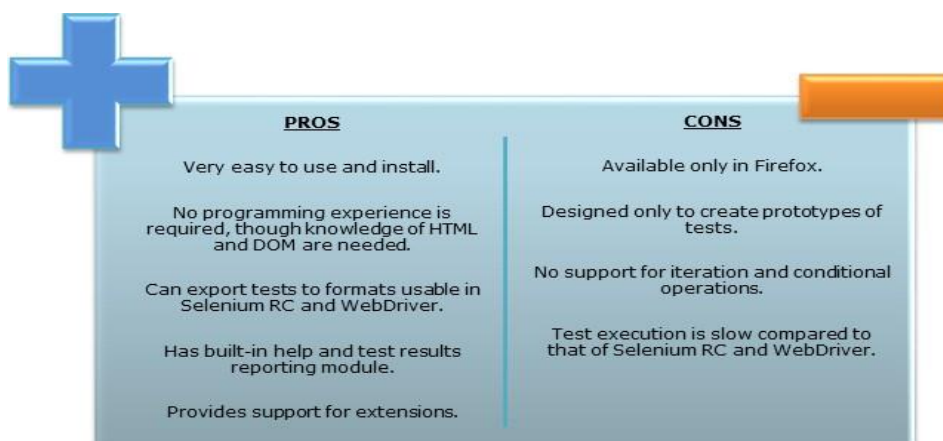 PROS
Very easy to use and install.
No programming experience is
required, though knowledge of HTML
and DOM are needed.
Can export tests to formats usable in
Selenium RC and WebDriver.
Has built-in help and test results
reporting module.
Provides support for extensions.
CONS
Available only in Firefox.
Designed only to create prototypes of
tests.
No support for iteration and conditional
operations.
Test execution is slow compared to
that of Selenium RC and WebDriver.